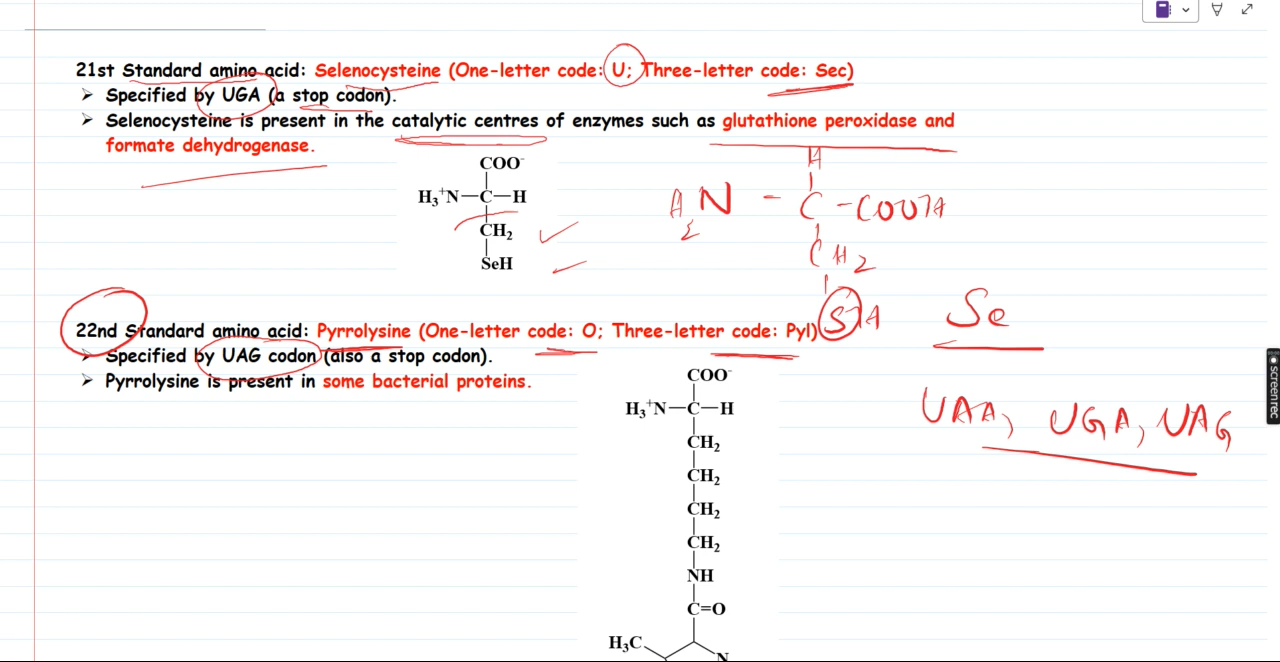 21st Standard amino acid: Selenocysteine (One-letter code: U; Three-letter code: Sec)
➢ Specified by UGA (a stop codon).
➢ Selenocysteine is present in the catalytic centres of enzymes such as glutathione peroxidase and
formate dehydrogenase.
COO⁻
H₃⁺N–C–H
CH₂
SeH
H
N - C - COOH
CH2
SH
Se
22nd Standard amino acid: Pyrrolysine (One-letter code: O; Three-letter code: Pyl)
➢ Specified by UAG codon (also a stop codon).
➢ Pyrrolysine is present in some bacterial proteins.
UAA, UGA, UAG
COO⁻
H₃⁺N–C–H
CH₂
CH₂
CH₂
CH₂
NH
C=O
H₃C
N
screenrec